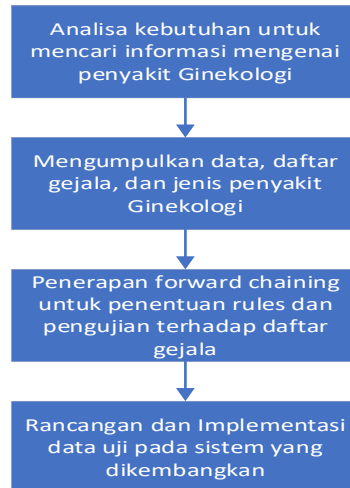 Analisa kebutuhan untuk
mencari informasi mengenai
penyakit Ginekologi
Mengumpulkan data, daftar
gejala, dan jenis penyakit
Ginekologi
Penerapan forward chaining
untuk penentuan rules dan
pengujian terhadap daftar
gejala
Rancangan dan Implementasi
data uji pada sistem yang
dikembangkan